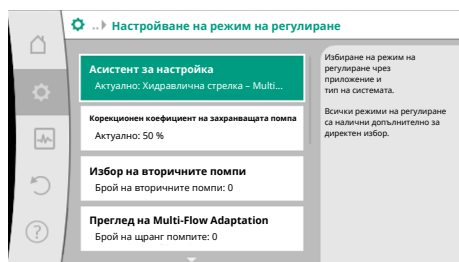 ..▸ Настройване на режим на регулиране
Асистент за настройка
Актуално: Хидравлична стрелка – Multi...
Корекционен коефициент на захранващата помпа
Актуално: 50 %
Избор на вторичните помпи
Брой на вторичните помпи: 0
Преглед на Multi-Flow Adaptation
Брой на щранг помпите: 0
Избиране на режим на
регулиране чрез
приложение и
тип на системата.
Всички режими на регулиране
са налични допълнително за
директен избор.
?